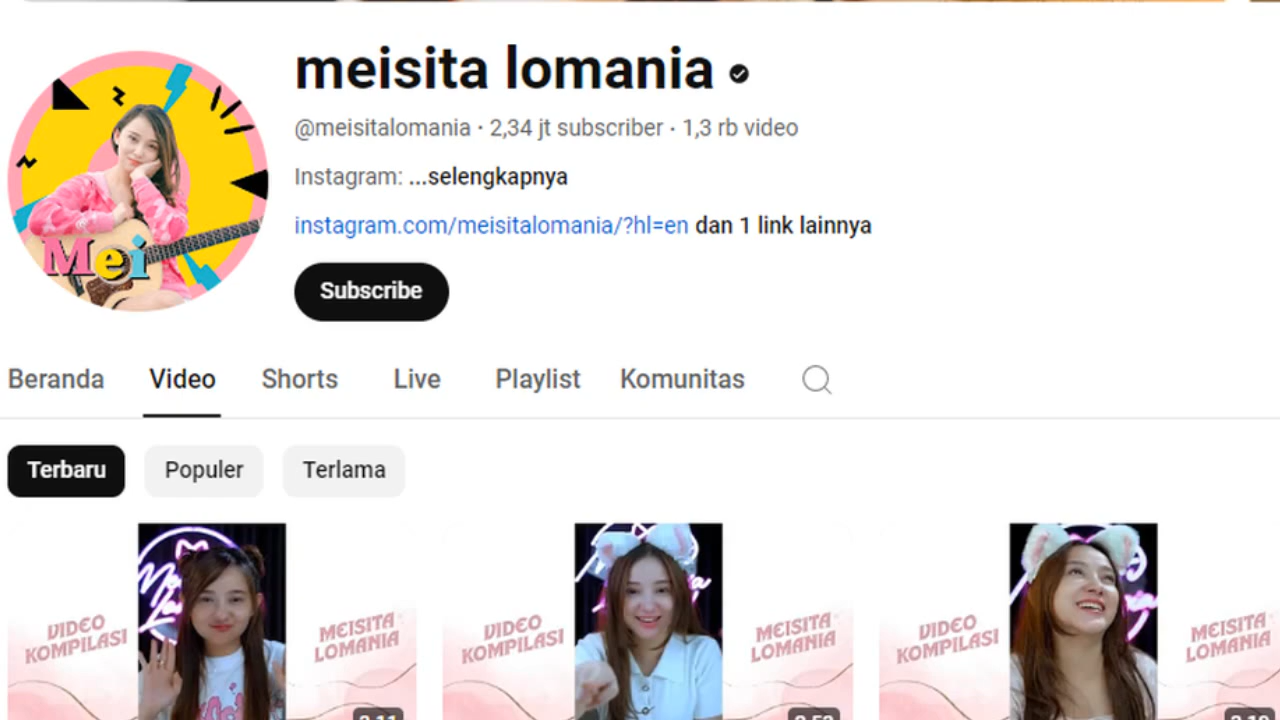 meisita lomania
@meisitalomania · 2,34 jt subscriber · 1,3 rb video
Instagram: ...selengkapnya
instagram.com/meisitalomania/?hl=en dan 1 link lainnya
Mei
Subscribe
Beranda Video Shorts Live Playlist Komunitas
Terbaru Populer Terlama
VIDEO KOMPILASI
MEISITA LOMANIA
VIDEO KOMPILASI
MEISITA LOMANIA
VIDEO KOMPILASI
MEISITA LOMANIA